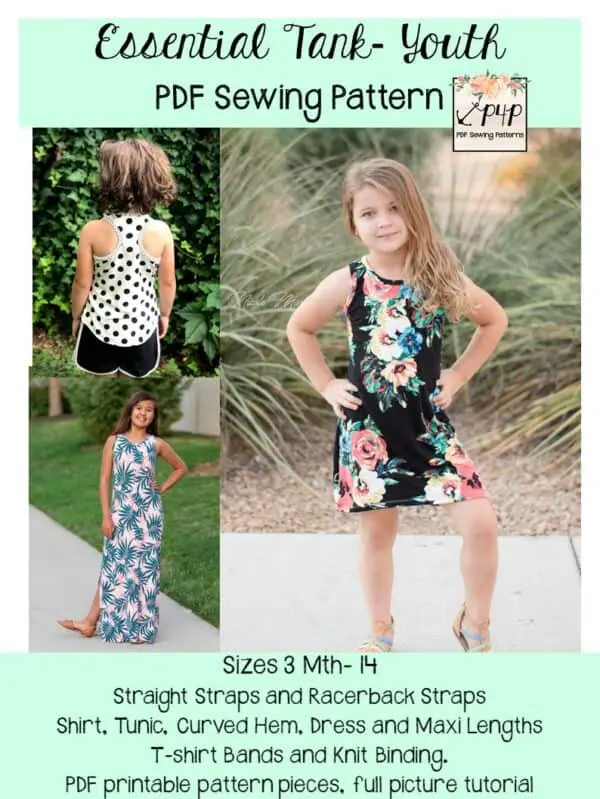 Essential Tank- Youth
PDF Sewing Pattern
P4P
PDF Sewing Patterns
Sizes 3 Mth- 14
Straight Straps and Racerback Straps
Shirt, Tunic, Curved Hem, Dress and Maxi Lengths
T-shirt Bands and Knit Binding.
PDF printable pattern pieces, full picture tutorial